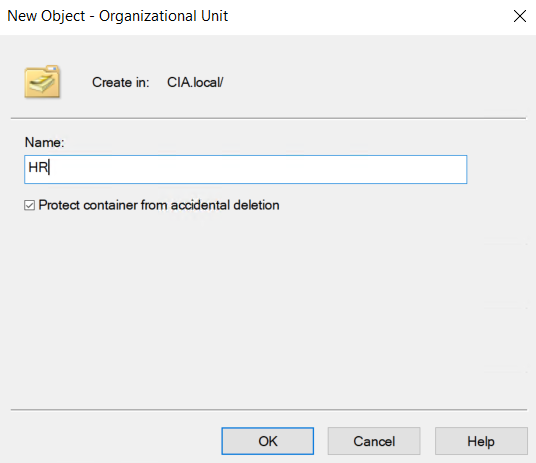 New Object - Organizational Unit
Create in: CIA.local/
Name:
HR
Protect container from accidental deletion
OK Cancel Help